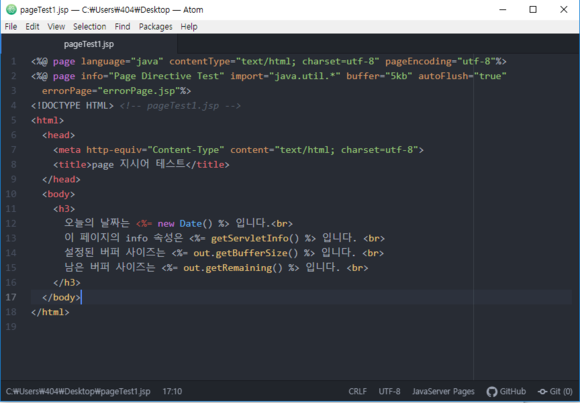 pageTest1.jsp — C:₩Users₩404₩Desktop — Atom
File Edit View Selection Find Packages Help
pageTest1.jsp
1 <%@ page language="java" contentType="text/html; charset=utf-8" pageEncoding="utf-8"%>
2 <%@ page info="Page Directive Test" import="java.util.*" buffer="5kb" autoFlush="true"
3 errorPage="errorPage.jsp"%>
4 <!DOCTYPE HTML> <!-- pageTest1.jsp -->
5 <html>
6 <head>
7 <meta http-equiv="Content-Type" content="text/html; charset=utf-8">
8 <title>page 지시어 테스트</title>
9 </head>
10 <body>
11 <h3>
12 오늘의 날짜는 <%= new Date() %> 입니다.<br>
13 이 페이지의 info 속성은 <%= getServletInfo() %> 입니다. <br>
14 설정된 버퍼 사이즈는 <%= out.getBufferSize() %> 입니다. <br>
15 남은 버퍼 사이즈는 <%= out.getRemaining() %> 입니다. <br>
16 </h3>
17 </body>
18 </html>
19
C:₩Users₩404₩Desktop₩pageTest1.jsp 17:10 CRLF UTF-8 JavaServer Pages GitHub Git (0)